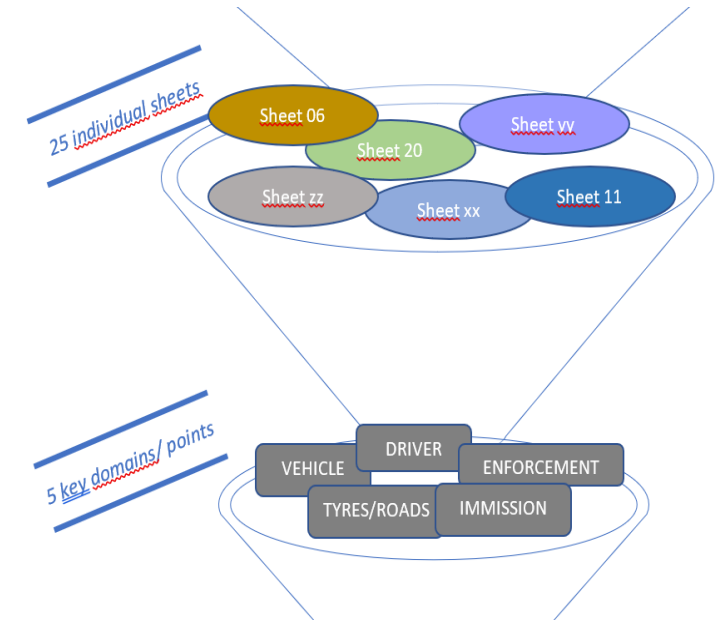 25 individual sheets
Sheet 06
Sheet vv
Sheet 20
Sheet zz
Sheet xx
Sheet 11
5 key domains/ points
DRIVER
VEHICLE
ENFORCEMENT
TYRES/ROADS
IMMISSION